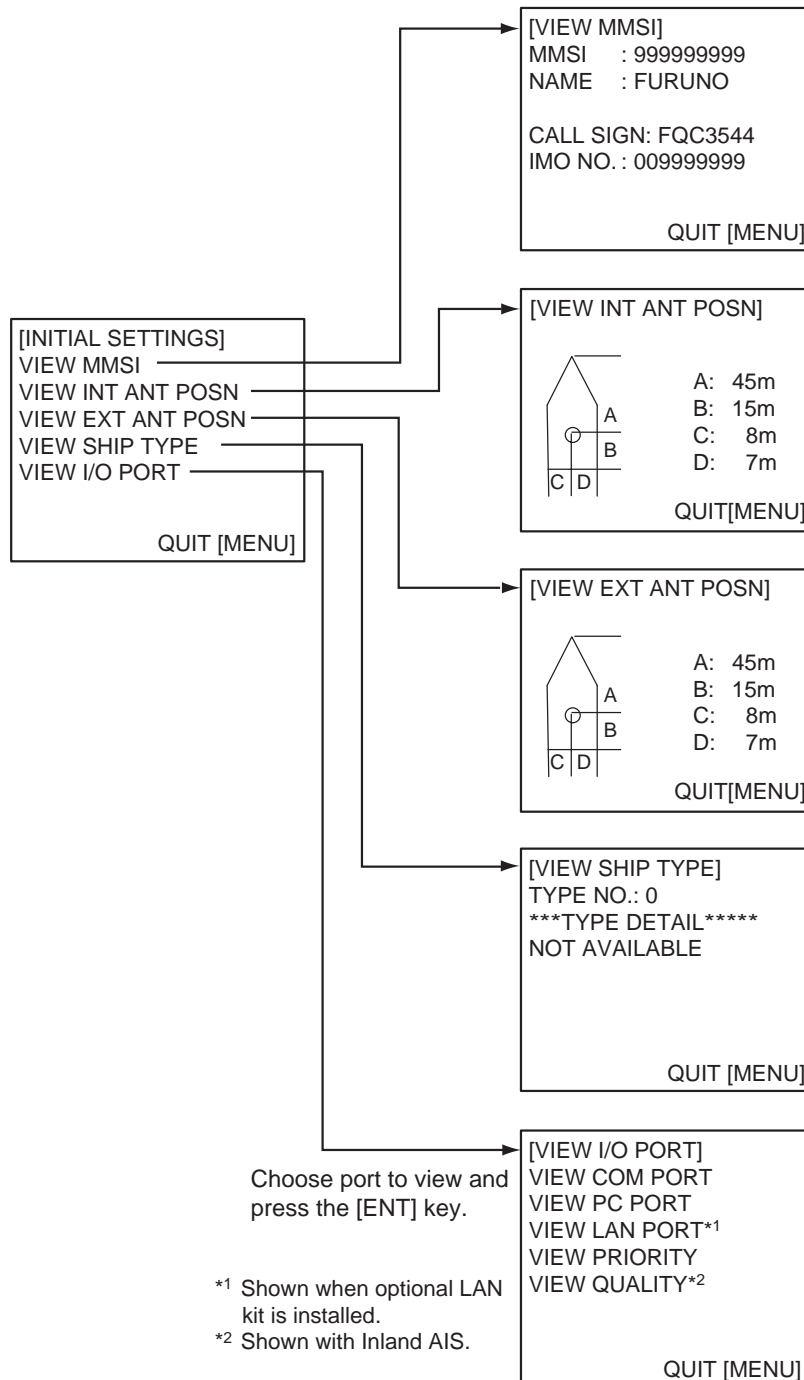 [INITIAL SETTINGS]
VIEW MMSI
VIEW INT ANT POSN
VIEW EXT ANT POSN
VIEW SHIP TYPE
VIEW I/O PORT
QUIT [MENU]
[VIEW MMSI]
MMSI : 999999999
NAME : FURUNO
CALL SIGN: FQC3544
IMO NO. : 009999999
QUIT [MENU]
[VIEW INT ANT POSN]
A
B
C D
A: 45m
B: 15m
C: 8m
D: 7m
QUIT[MENU]
[VIEW EXT ANT POSN]
A
B
C D
A: 45m
B: 15m
C: 8m
D: 7m
QUIT[MENU]
[VIEW SHIP TYPE]
TYPE NO.: 0
***TYPE DETAIL*****
NOT AVAILABLE
QUIT [MENU]
Choose port to view and
press the [ENT] key.
[VIEW I/O PORT]
VIEW COM PORT
VIEW PC PORT
VIEW LAN PORT*1
VIEW PRIORITY
VIEW QUALITY*2
QUIT [MENU]
*1 Shown when optional LAN
kit is installed.
*2 Shown with Inland AIS.